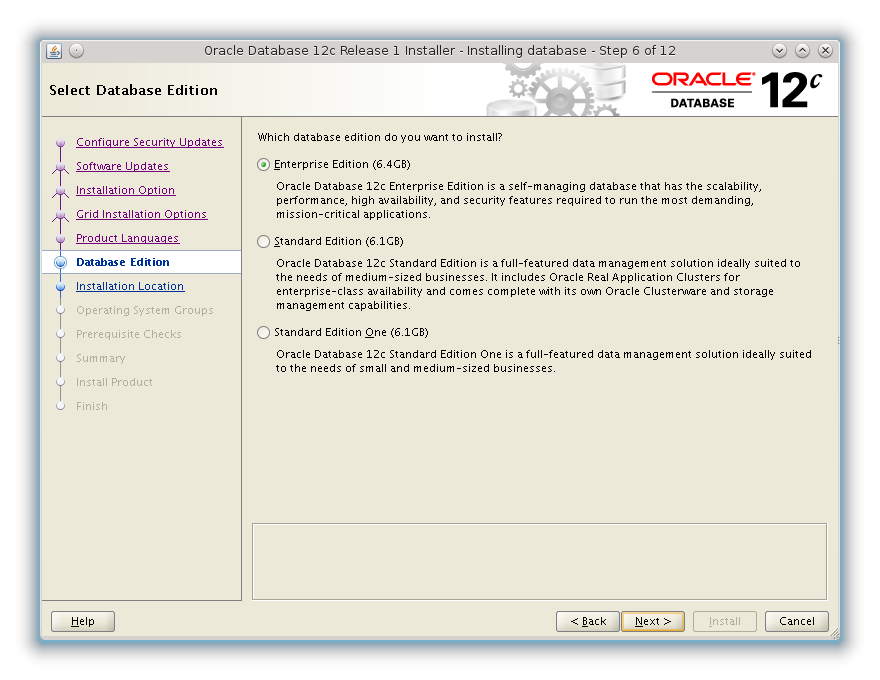 Oracle Database 12c Release 1 Installer - Installing database - Step 6 of 12
Select Database Edition
ORACLE®
DATABASE
12c
Configure Security Updates
Software Updates
Installation Option
Grid Installation Options
Product Languages
Database Edition
Installation Location
Operating System Groups
Prerequisite Checks
Summary
Install Product
Finish
Which database edition do you want to install?
Enterprise Edition (6.4GB)
Oracle Database 12c Enterprise Edition is a self-managing database that has the scalability,
performance, high availability, and security features required to run the most demanding,
mission-critical applications.
Standard Edition (6.1GB)
Oracle Database 12c Standard Edition is a full-featured data management solution ideally suited to
the needs of medium-sized businesses. It includes Oracle Real Application Clusters for
enterprise-class availability and comes complete with its own Oracle Clusterware and storage
management capabilities.
Standard Edition One (6.1GB)
Oracle Database 12c Standard Edition One is a full-featured data management solution ideally suited
to the needs of small and medium-sized businesses.
Help
< Back
Next >
Install
Cancel